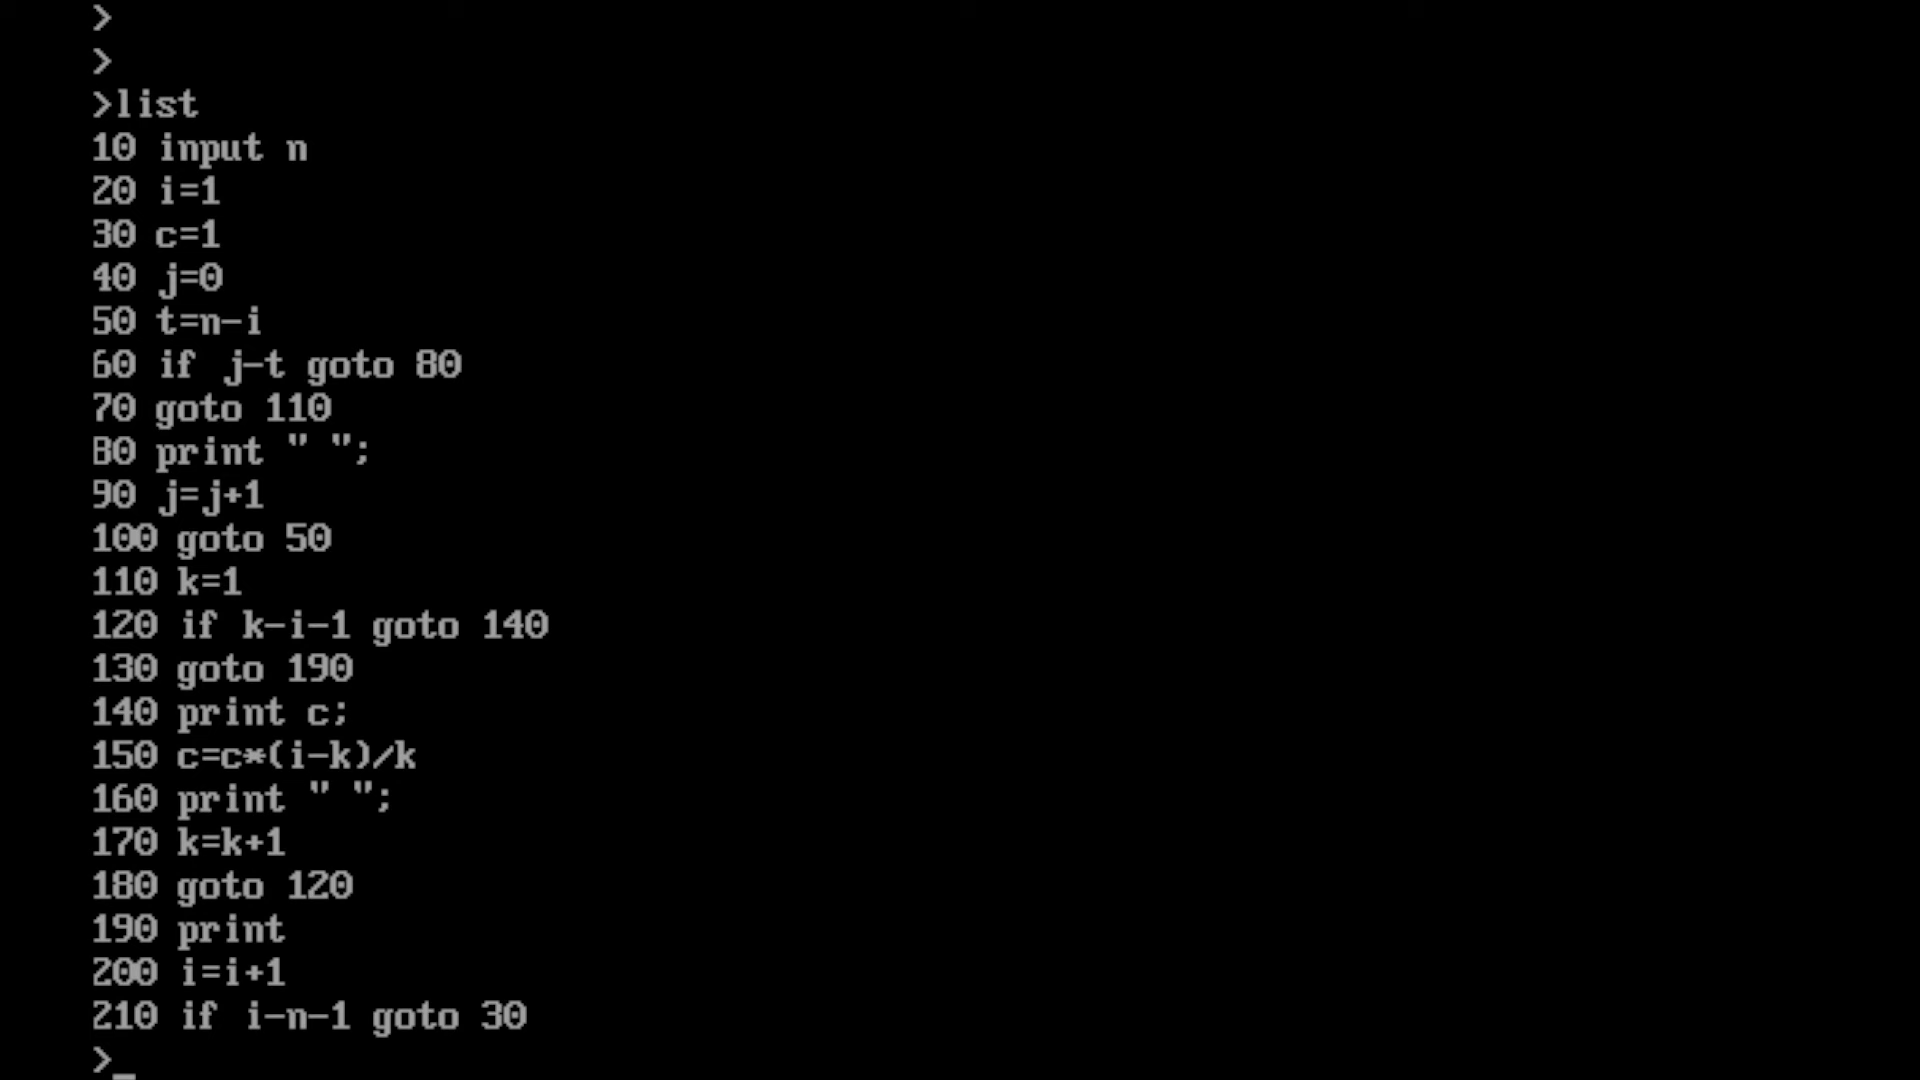 >
>
>list
10 input n
20 i=1
30 c=1
40 j=0
50 t=n-i
60 if j-t goto 80
70 goto 110
80 print " ";
90 j=j+1
100 goto 50
110 k=1
120 if k-i-1 goto 140
130 goto 190
140 print c;
150 c=c*(i-k)/k
160 print " ";
170 k=k+1
180 goto 120
190 print
200 i=i+1
210 if i-n-1 goto 30
>_